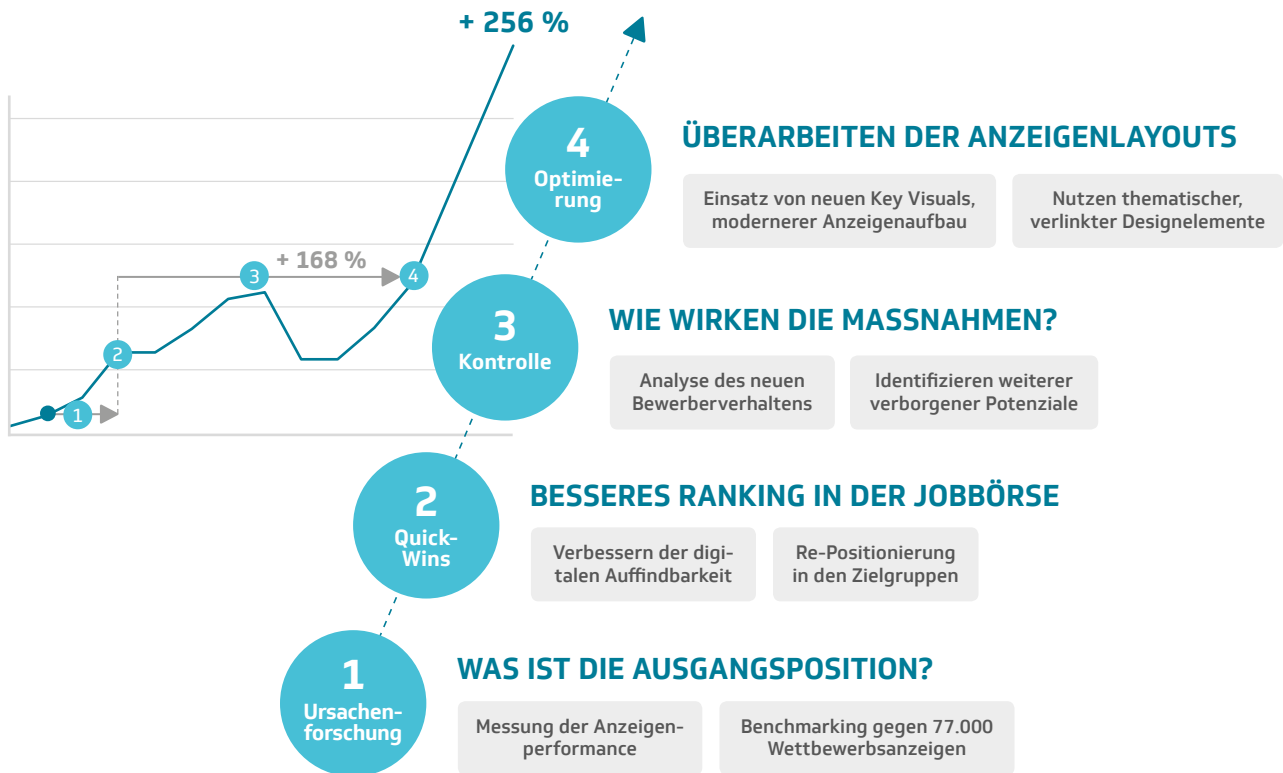 + 256 %
+ 168 %
1
2
3
4
4
Optimie-
rung
ÜBERARBEITEN DER ANZEIGENLAYOUTS
Einsatz von neuen Key Visuals,
modernerer Anzeigenaufbau
Nutzen thematischer,
verlinkter Designelemente
3
Kontrolle
WIE WIRKEN DIE MASSNAHMEN?
Analyse des neuen
Bewerberverhaltens
Identifizieren weiterer
verborgener Potenziale
2
Quick-
Wins
BESSERES RANKING IN DER JOBBÖRSE
Verbessern der digi-
talen Auffindbarkeit
Re-Positionierung
in den Zielgruppen
1
Ursachen-
forschung
WAS IST DIE AUSGANGSPOSITION?
Messung der Anzeigen-
performance
Benchmarking gegen 77.000
Wettbewerbsanzeigen